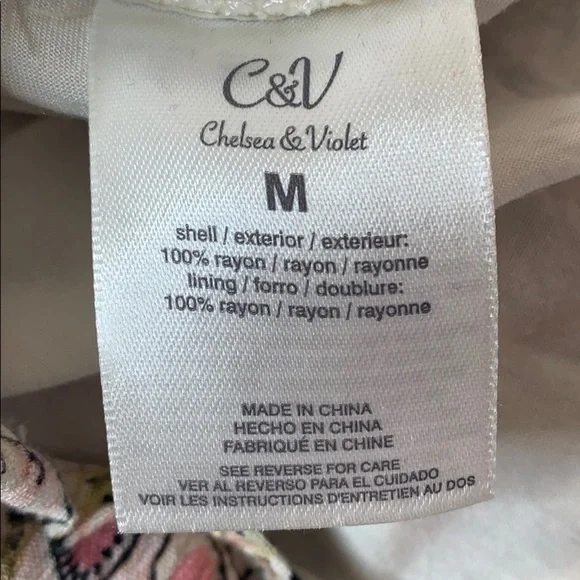 C&V
Chelsea & Violet
M
shell / exterior / exterieur:
100% rayon / rayon / rayonne
lining / forro / doublure:
100% rayon / rayon / rayonne
MADE IN CHINA
HECHO EN CHINA
FABRIQUÉ EN CHINE
SEE REVERSE FOR CARE
VER AL REVERSO PARA EL CUIDADO
VOIR LES INSTRUCTIONS D'ENTRETIEN AU DOS